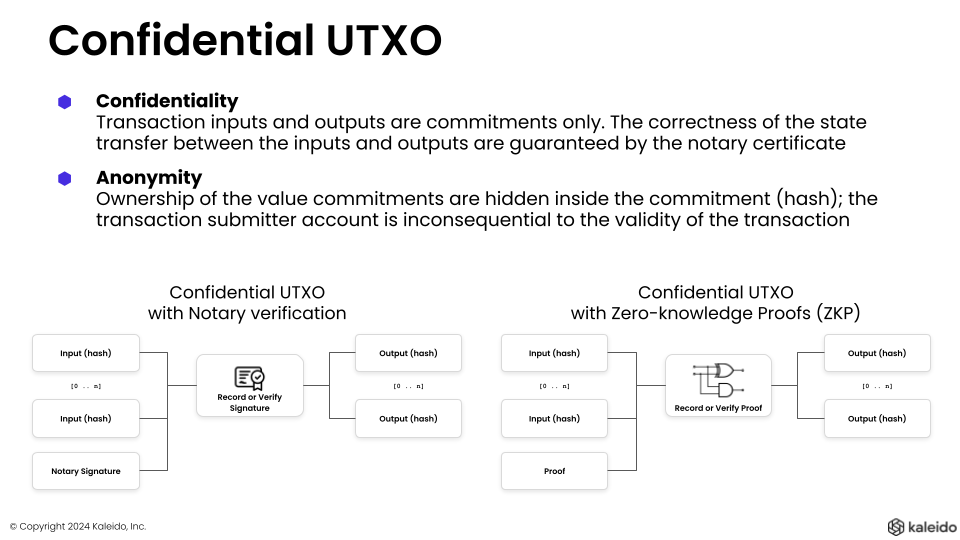 Confidential UTXO
Confidentiality
Transaction inputs and outputs are commitments only. The correctness of the state
transfer between the inputs and outputs are guaranteed by the notary certificate
Anonymity
Ownership of the value commitments are hidden inside the commitment (hash); the
transaction submitter account is inconsequential to the validity of the transaction
Confidential UTXO
with Notary verification
Input (hash)
[0 .. n]
Input (hash)
Notary Signature
Record or Verify
Signature
Output (hash)
[0 .. n]
Output (hash)
Confidential UTXO
with Zero-knowledge Proofs (ZKP)
Input (hash)
[0 .. n]
Input (hash)
Proof
Record or Verify Proof
Output (hash)
[0 .. n]
Output (hash)
© Copyright 2024 Kaleido, Inc.
kaleido